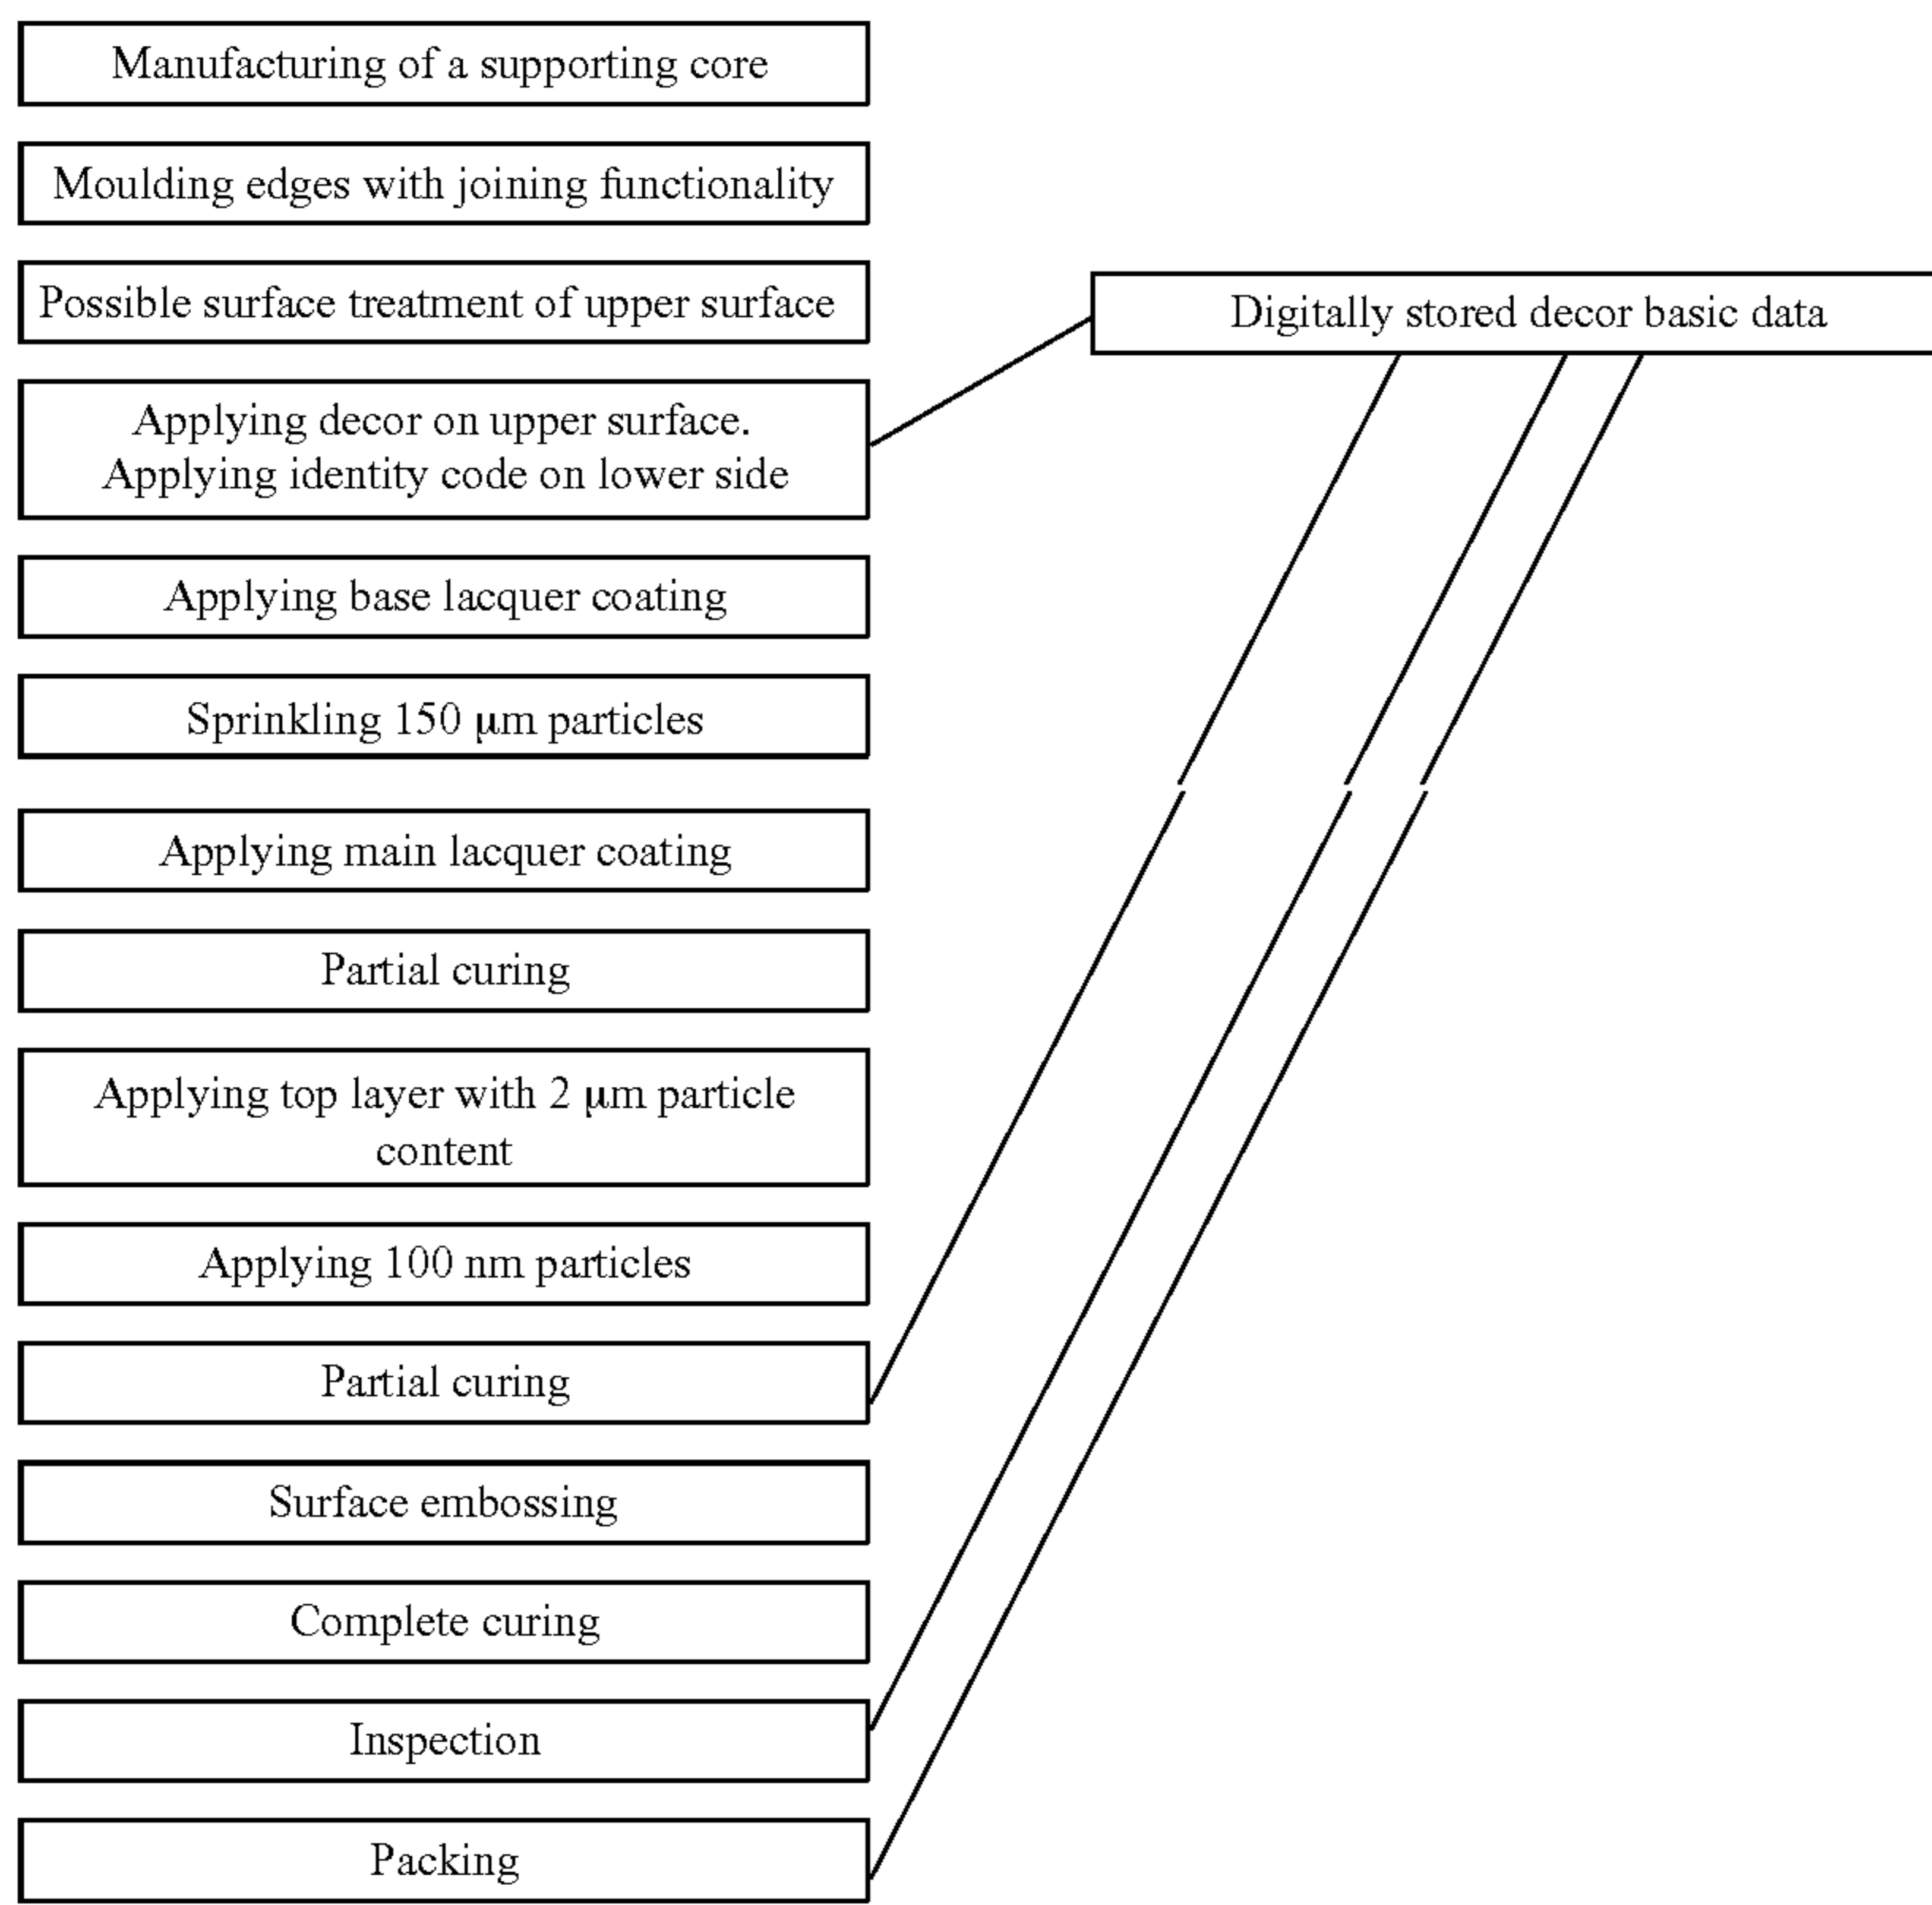 Manufacturing of a supporting core
Moulding edges with joining functionality
Possible surface treatment of upper surface
Digitally stored decor basic data
Applying decor on upper surface.
Applying identity code on lower side
Applying base lacquer coating
Sprinkling 150 μm particles
Applying main lacquer coating
Partial curing
Applying top layer with 2 μm particle
content
Applying 100 nm particles
Partial curing
Surface embossing
Complete curing
Inspection
Packing